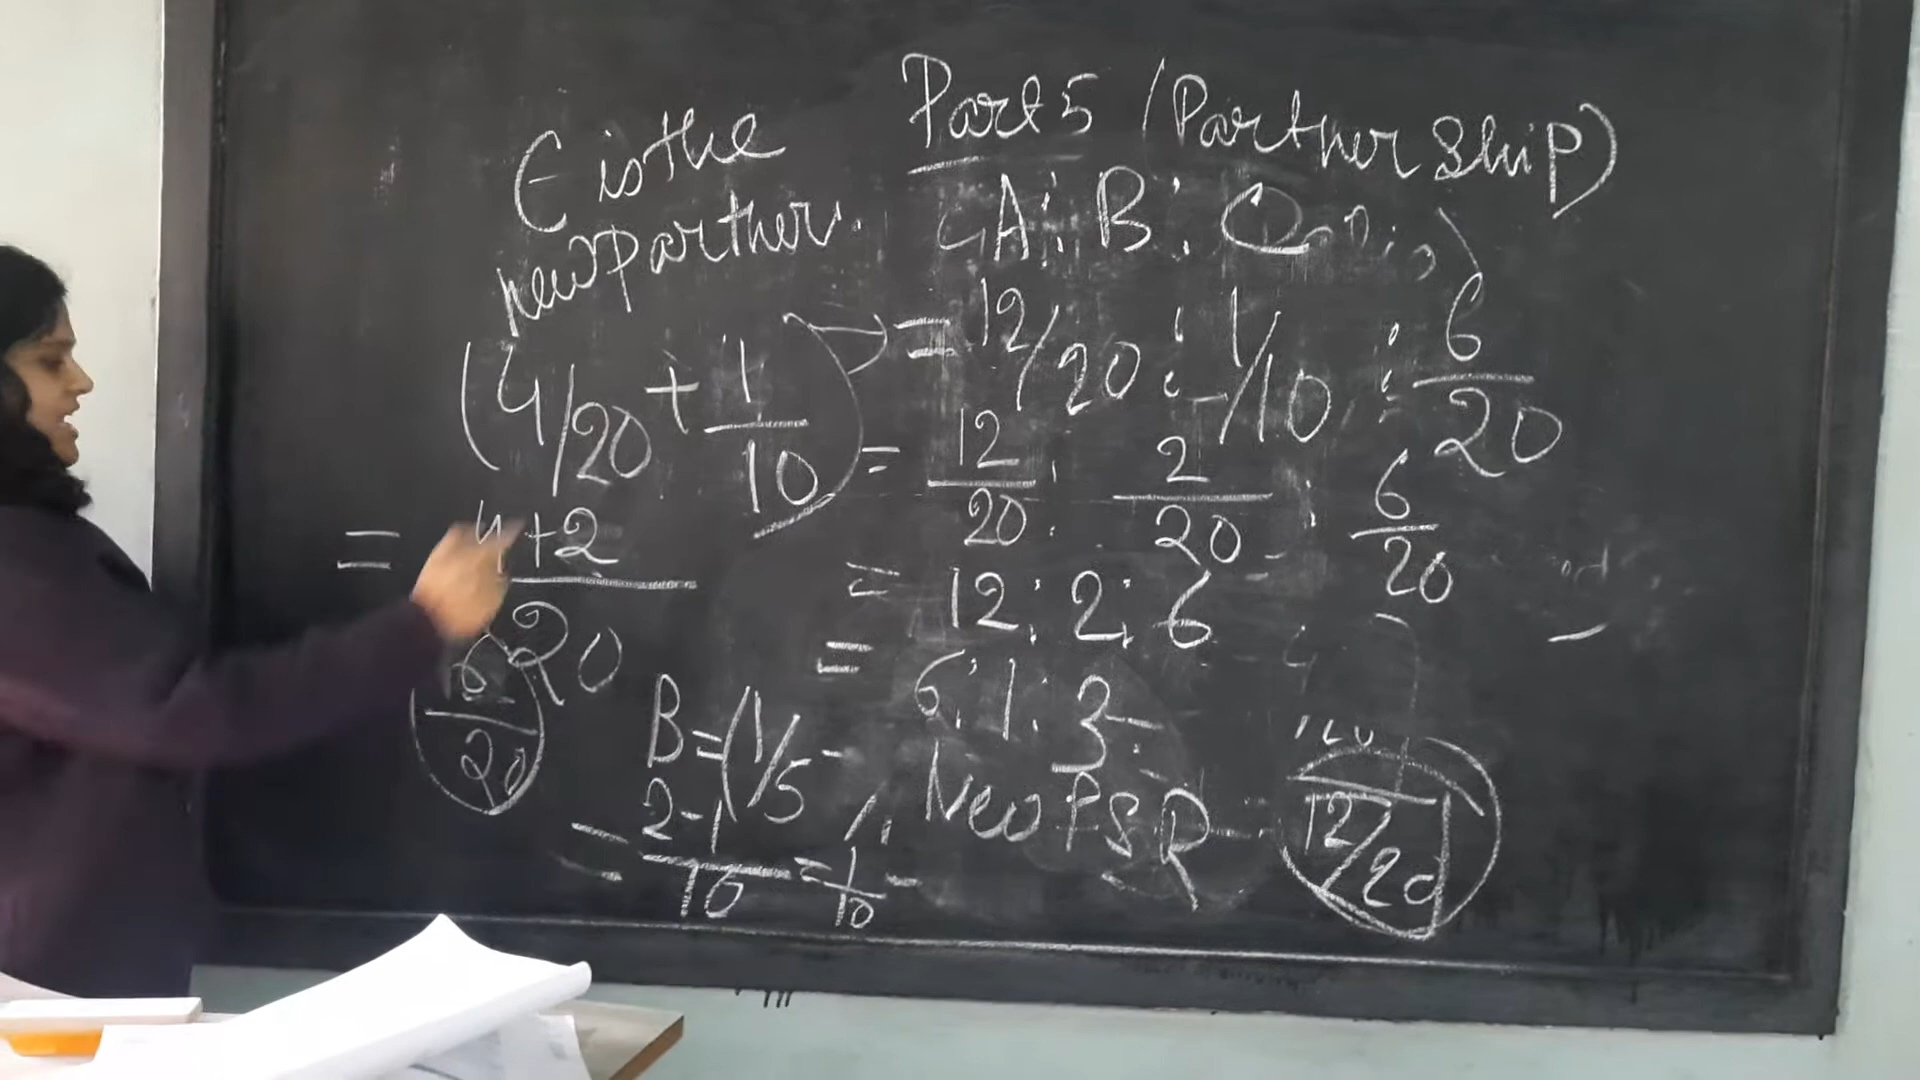 Part 5 (Partnership)
C is the
new partner.
A : B : C
(4/20 + 1/10)
= 12/20 : 1/10 : 6/20
= 12/20 : 2/20 : 6/20
= 4+2/20
= 12 : 2 : 6
6/20
= 6 : 1 : 3
B = (1/5 -
= 2-1/10 = 1/10
New PSR
12/20